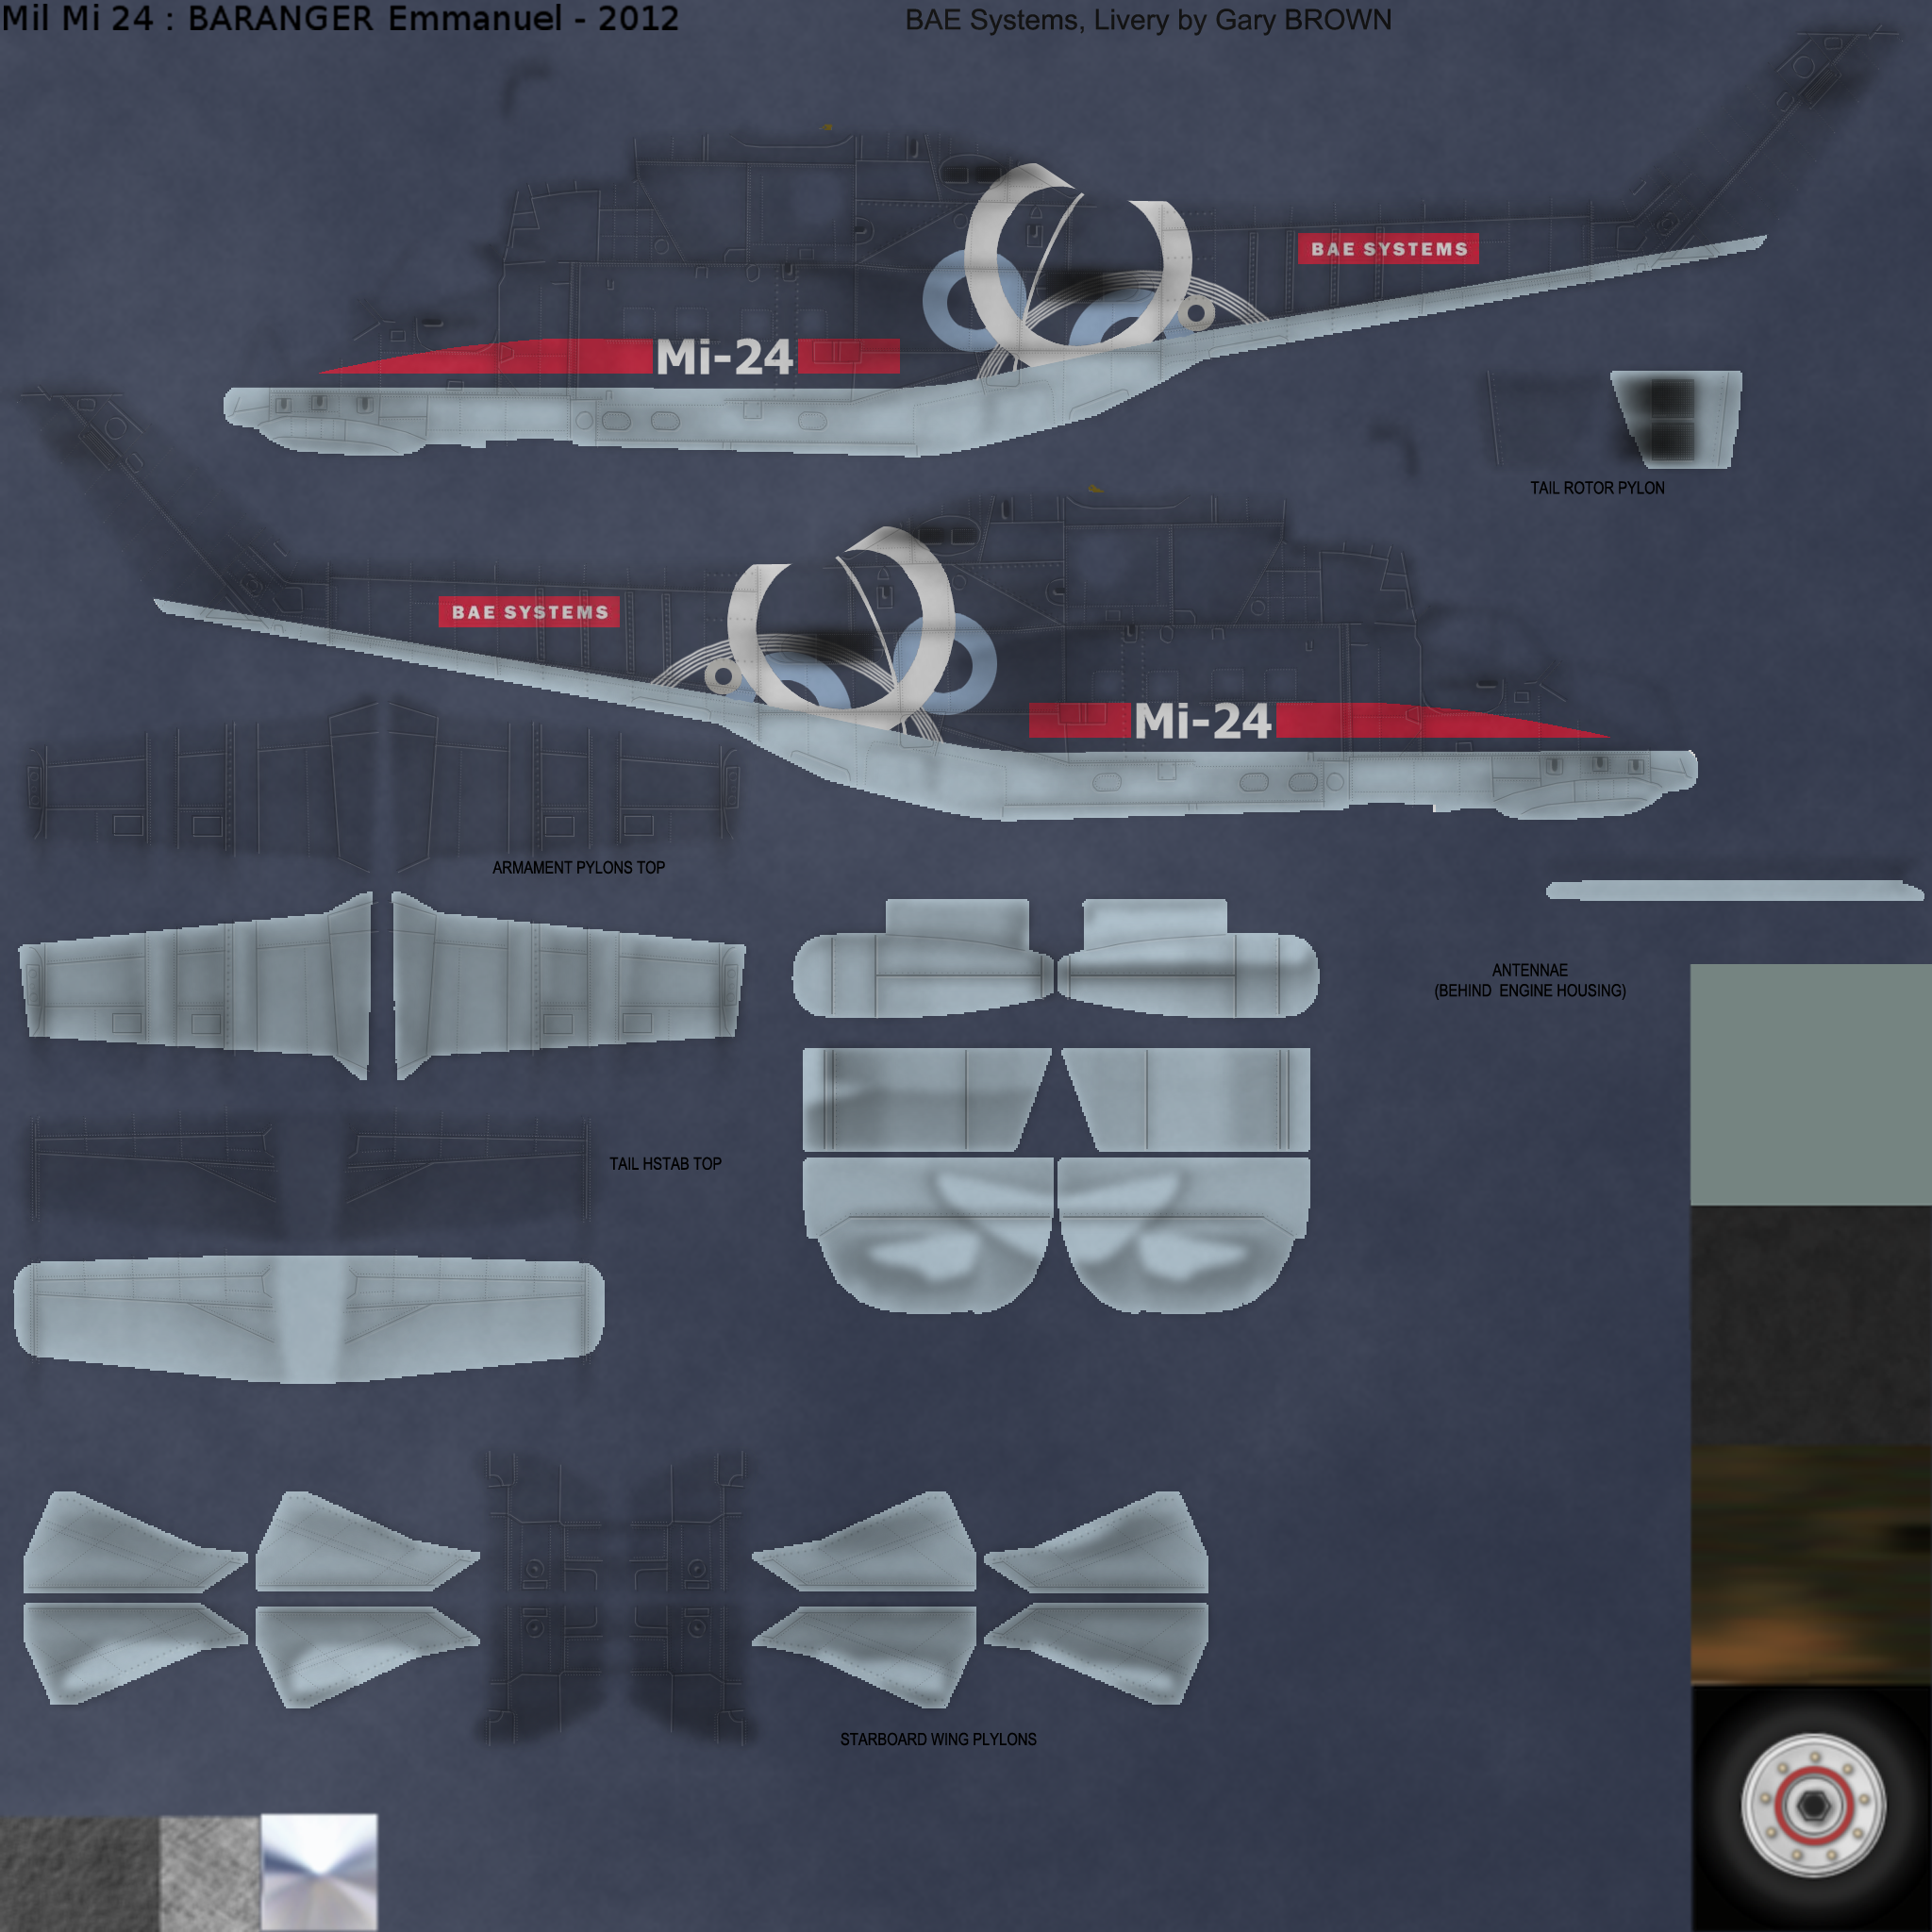 Mil Mi 24 : BARANGER Emmanuel - 2012
BAE Systems, Livery by Gary BROWN
BAE SYSTEMS
Mi-24
TAIL ROTOR PYLON
BAE SYSTEMS
Mi-24
ARMAMENT PYLONS TOP
ANTENNAE
(BEHIND ENGINE HOUSING)
TAIL HSTAB TOP
STARBOARD WING PLYLONS